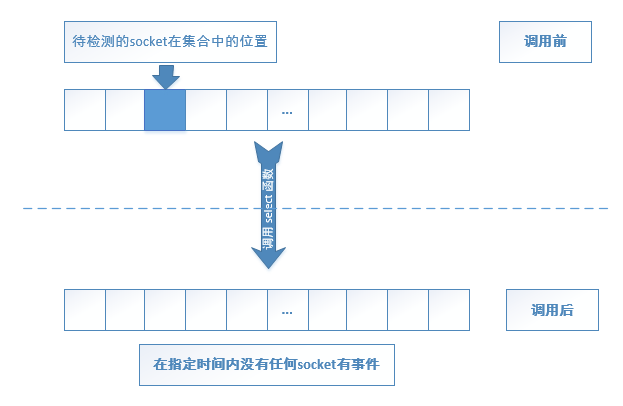 待检测的socket在集合中的位置
调用前
...
调用 select 函数
...
调用后
在指定时间内没有任何socket有事件